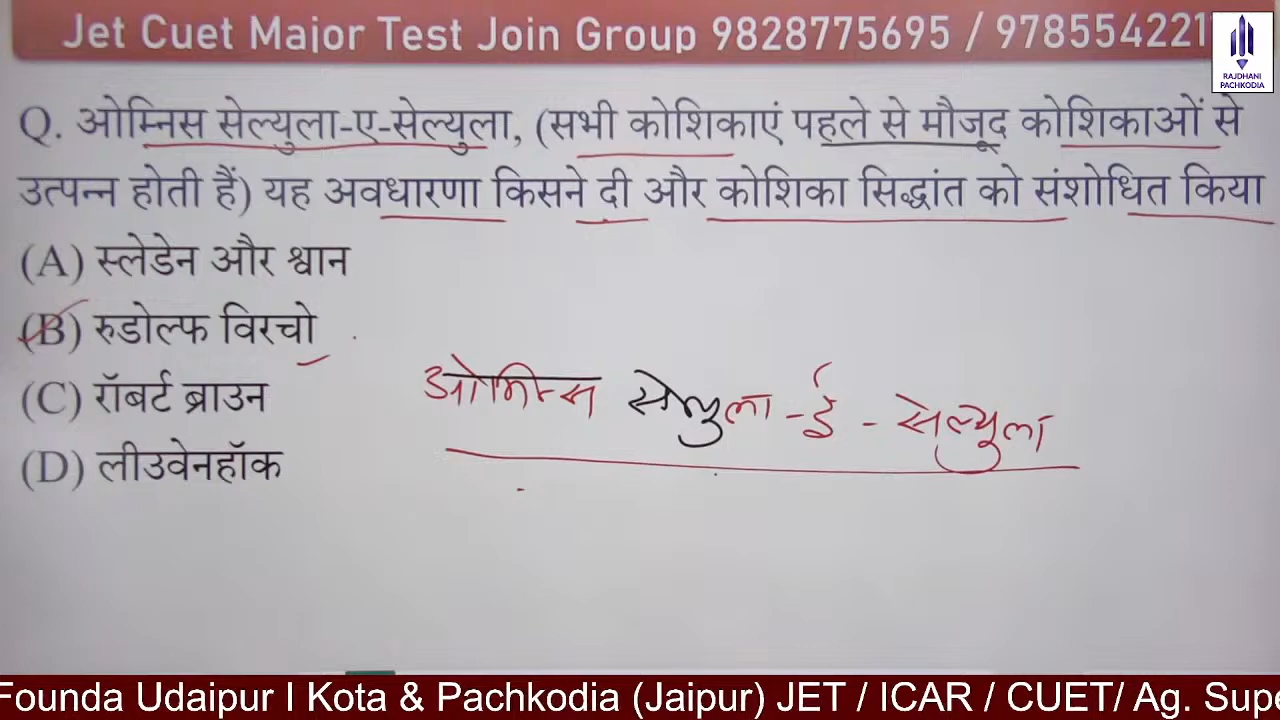 Jet Cuet Major Test Join Group 9828775695 / 978554221
RAJDHANI
PACHKODIA
Q. ओम्निस सेल्युला-ए-सेल्युला, (सभी कोशिकाएं पहले से मौजूद कोशिकाओं से
उत्पन्न होती हैं) यह अवधारणा किसने दी और कोशिका सिद्धांत को संशोधित किया
(A) स्लेडेन और श्वान
(B) रुडोल्फ विरचो
ओमनिस सेल्युला - ई - सेल्युला
(C) रॉबर्ट ब्राउन
(D) लीउवेनहॉक
Founda Udaipur I Kota & Pachkodia (Jaipur) JET / ICAR / CUET/ Ag. Supe